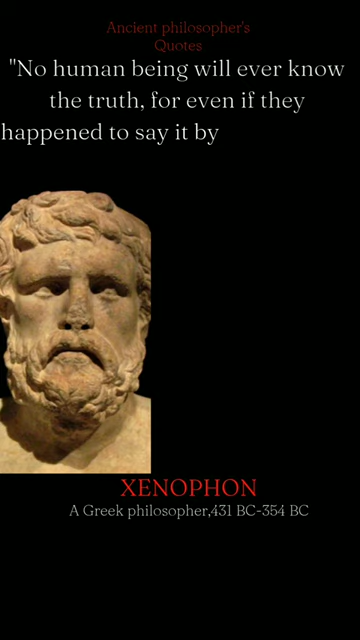 Ancient philosopher's
Quotes
"No human being will ever know
the truth, for even if they
happened to say it by
XENOPHON
A Greek philosopher,431 BC-354 BC